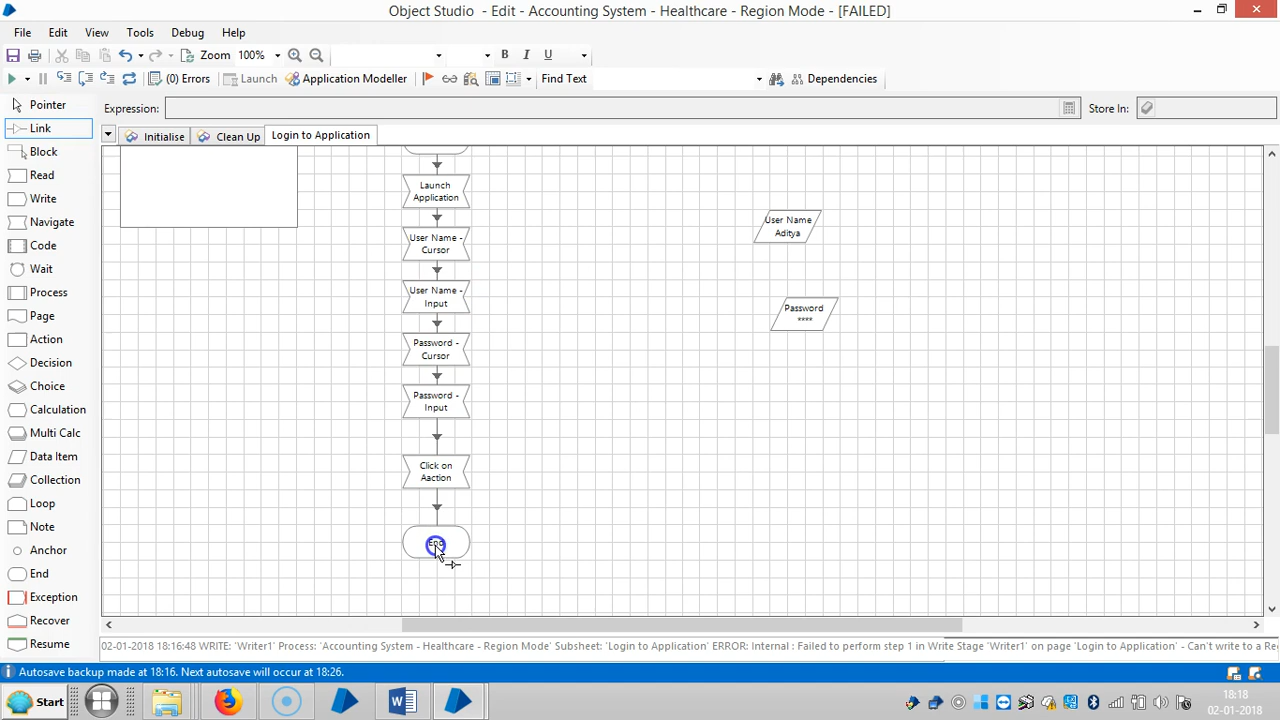 Object Studio - Edit - Accounting System - Healthcare - Region Mode - [FAILED]
File Edit View Tools Debug Help
Zoom 100% B I U
(0) Errors Launch Application Modeller Find Text Dependencies
Pointer Expression: Store In:
Link Initialise Clean Up Login to Application
Block
Read
Write
Navigate
Code
Wait
Process
Page
Action
Decision
Choice
Calculation
Multi Calc
Data Item
Collection
Loop
Note
Anchor
End
Exception
Recover
Resume
Launch
Application
User Name -
Cursor
User Name -
Input
Password -
Cursor
Password -
Input
Click on
Aaction
End
User Name
Aditya
Password
****
02-01-2018 18:16:48 WRITE: 'Writer1' Process: 'Accounting System - Healthcare - Region Mode' Subsheet: 'Login to Application' ERROR: Internal : Failed to perform step 1 in Write Stage 'Writer1' on page 'Login to Application' - Can't write to a Re
Autosave backup made at 18:16. Next autosave will occur at 18:26.
Start
18:18
02-01-2018